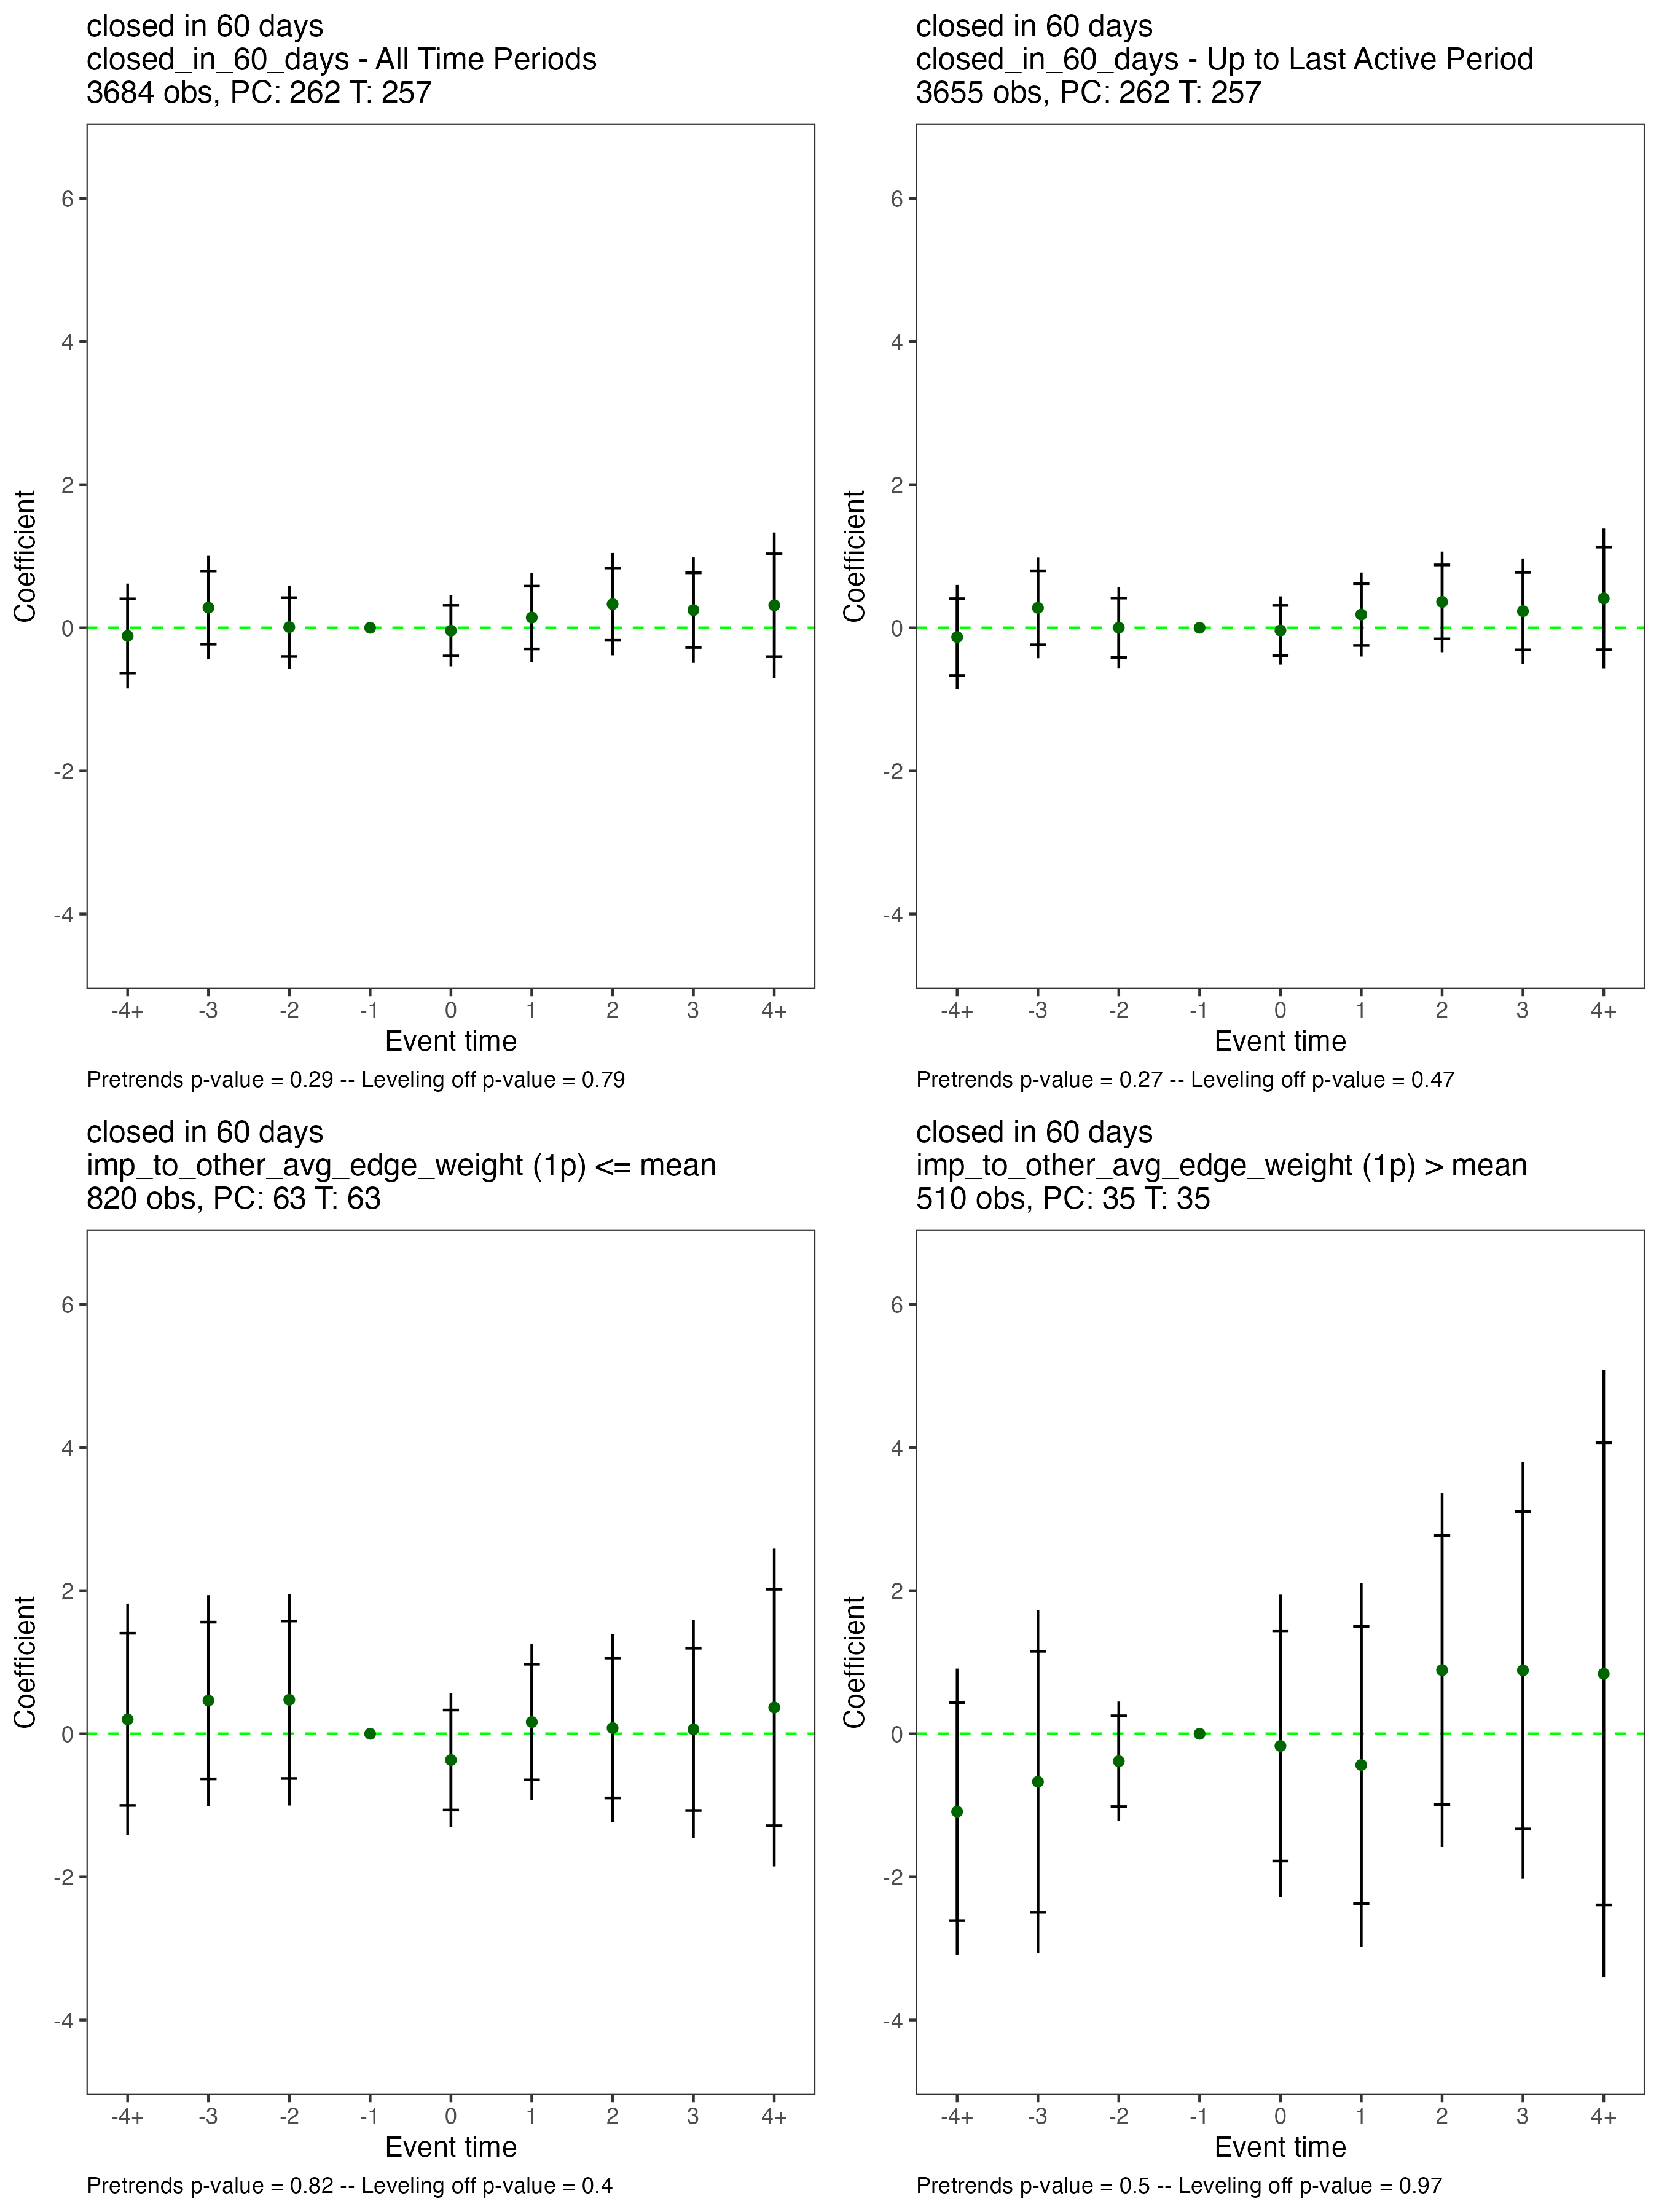 closed in 60 days
closed_in_60_days - All Time Periods
3684 obs, PC: 262 T: 257
6
4
2
0
-2
-4
Coefficient
-4+ -3 -2 -1 0 1 2 3 4+
Event time
Pretrends p-value = 0.29 -- Leveling off p-value = 0.79
closed in 60 days
closed_in_60_days - Up to Last Active Period
3655 obs, PC: 262 T: 257
6
4
2
0
-2
-4
Coefficient
-4+ -3 -2 -1 0 1 2 3 4+
Event time
Pretrends p-value = 0.27 -- Leveling off p-value = 0.47
closed in 60 days
imp_to_other_avg_edge_weight (1p) <= mean
820 obs, PC: 63 T: 63
6
4
2
0
-2
-4
Coefficient
-4+ -3 -2 -1 0 1 2 3 4+
Event time
Pretrends p-value = 0.82 -- Leveling off p-value = 0.4
closed in 60 days
imp_to_other_avg_edge_weight (1p) > mean
510 obs, PC: 35 T: 35
6
4
2
0
-2
-4
Coefficient
-4+ -3 -2 -1 0 1 2 3 4+
Event time
Pretrends p-value = 0.5 -- Leveling off p-value = 0.97